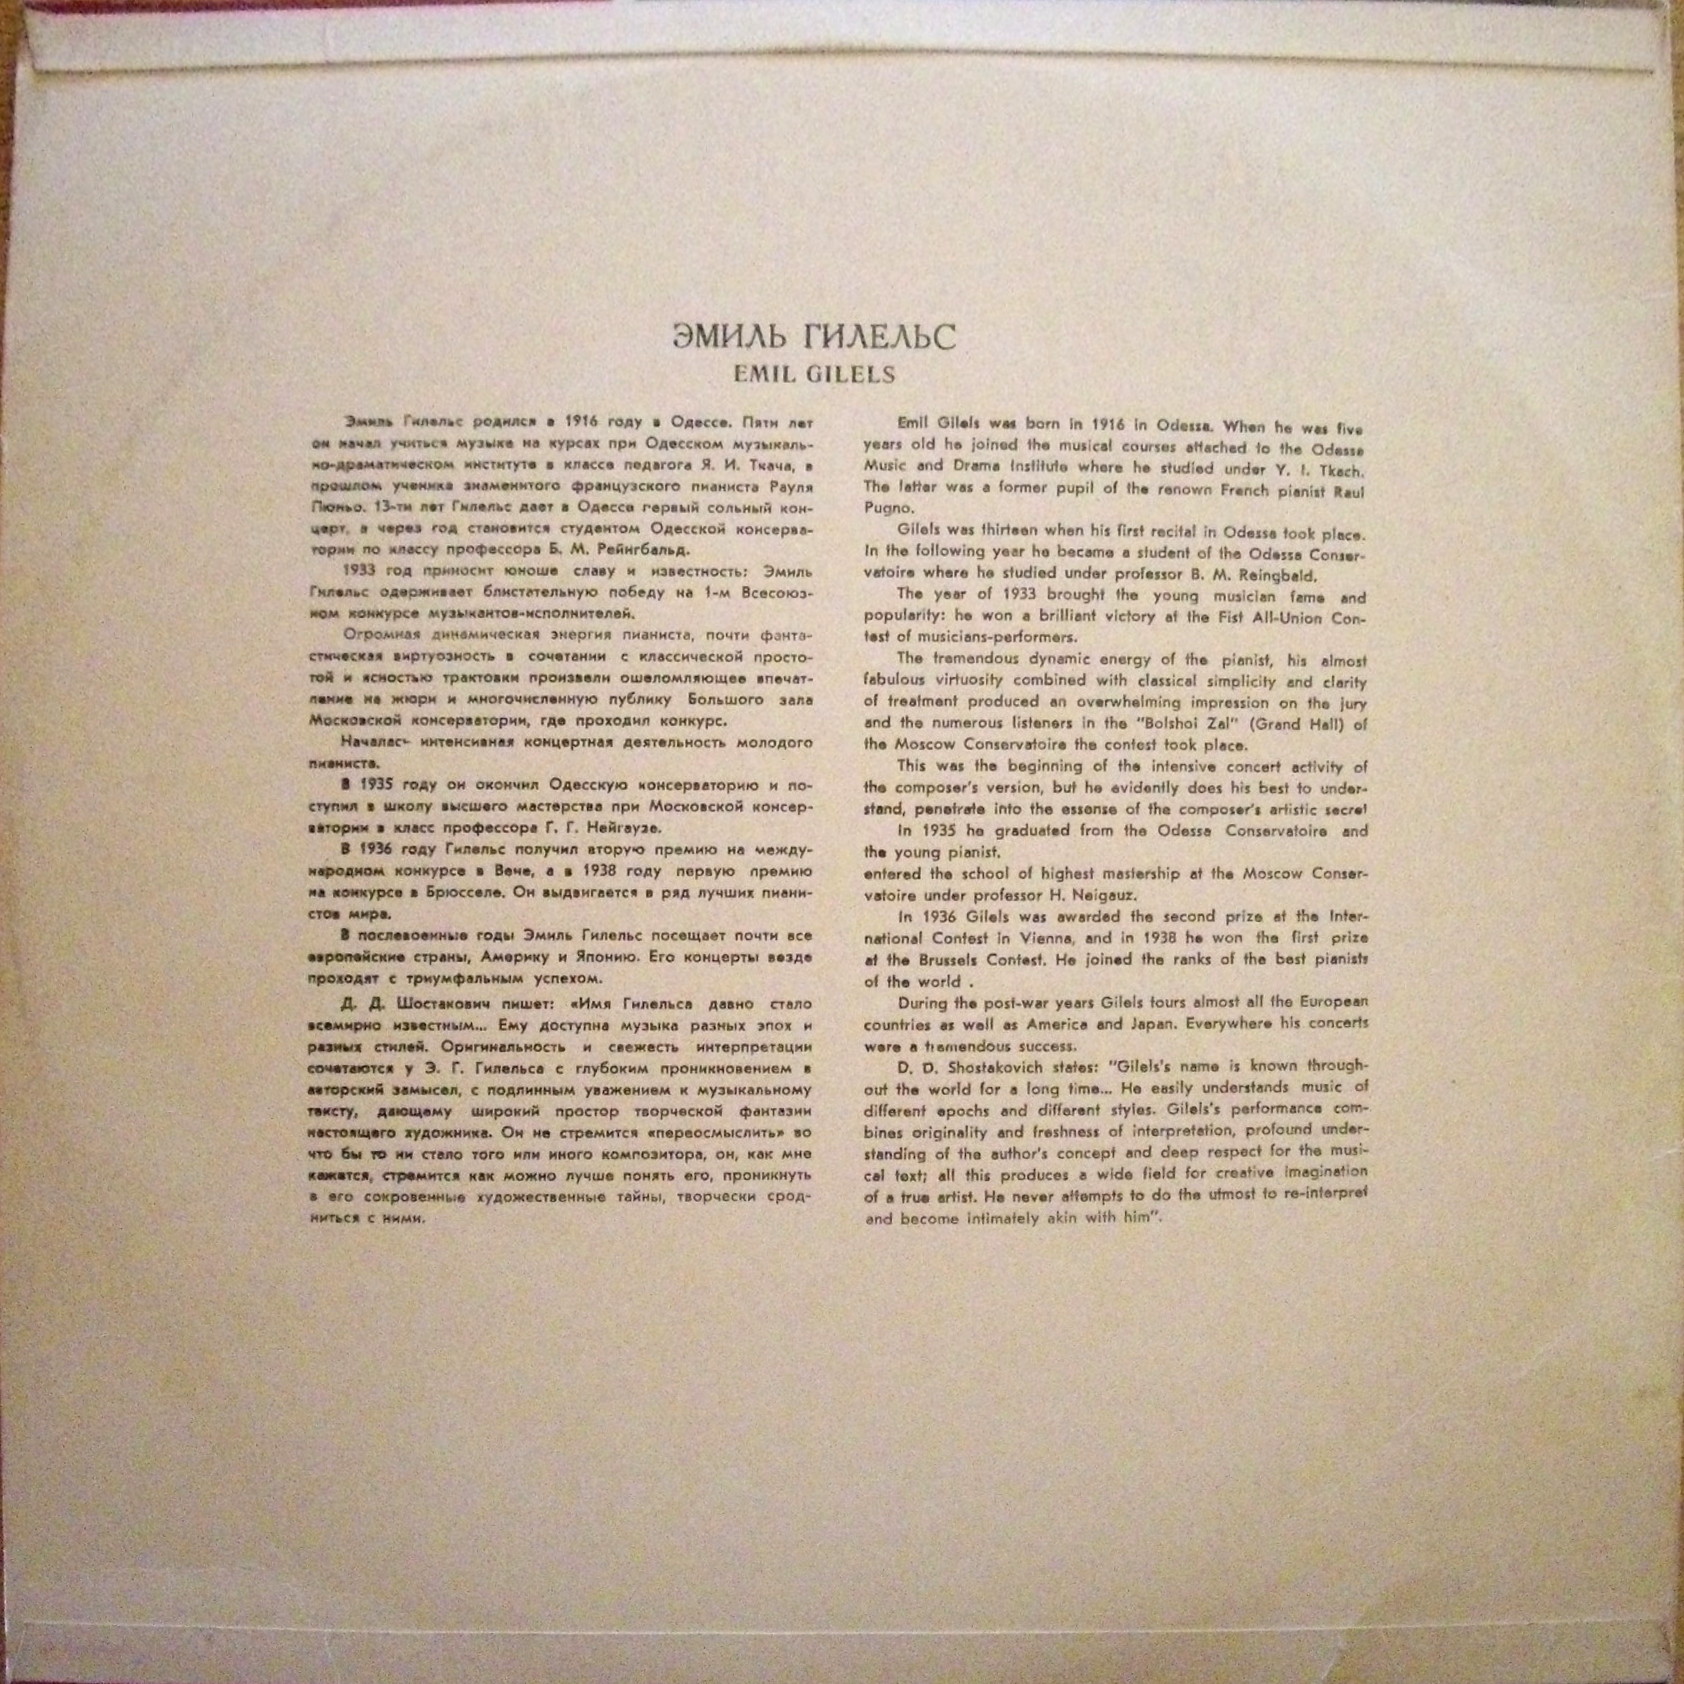 ЭМИЛЬ ГИЛЕЛЬС
EMIL GILELS
Эмиль Гилельс родился в 1916 году в Одессе. Пяти лет
он начал учиться музыке на курсах при Одесском музыкаль-
но-драматическом институте в классе педагога Я. И. Ткача, в
прошлом ученика знаменитого французского пианиста Рауля
Пюньо. 13-ти лет Гилельс дает в Одессе первый сольный кон-
церт, а через год становится студентом Одесской консерва-
тории по классу профессора Б. М. Рейнгбальд.
1933 год приносит юноше славу и известность: Эмиль
Гилельс одерживает блистательную победу на 1-м Всесоюз-
ном конкурсе музыкантов-исполнителей.
Огромная динамическая энергия пианиста, почти фанта-
стическая виртуозность в сочетании с классической просто-
той и ясностью трактовки произвели ошеломляющее впечат-
ление на жюри и многочисленную публику Большого зала
Московской консерватории, где проходил конкурс.
Началась интенсивная концертная деятельность молодого
пианиста.
В 1935 году он окончил Одесскую консерваторию и по-
ступил в школу высшего мастерства при Московской консер-
ватории в класс профессора Г. Г. Нейгаузе.
В 1936 году Гилельс получил вторую премию на между-
народном конкурсе в Вене, а в 1938 году первую премию
на конкурсе в Брюсселе. Он выдвигается в ряд лучших пиани-
стов мира.
В послевоенные годы Эмиль Гилельс посещает почти все
европейские страны, Америку и Японию. Его концерты везде
проходят с триумфальным успехом.
Д. Д. Шостакович пишет: «Имя Гилельса давно стало
всемирно известным... Ему доступна музыка разных эпох и
разных стилей. Оригинальность и свежесть интерпретации
сочетаются у Э. Г. Гилельса с глубоким проникновением в
авторский замысел, с подлинным уважением к музыкальному
тексту, дающему широкий простор творческой фантазии
настоящего художника. Он не стремится «переосмыслить» во
что бы то ни стало того или иного композитора, он, как мне
кажется, стремится как можно лучше понять его, проникнуть
в его сокровенные художественные тайны, творчески срод-
ниться с ними.
Emil Gilels was born in 1916 in Odessa. When he was five
years old he joined the musical courses attached to the Odessa
Music and Drama Institute where he studied under Y. I. Tkach.
The latter was a former pupil of the renown French pianist Raul
Pugno.
Gilels was thirteen when his first recital in Odessa took place.
In the following year he became a student of the Odessa Conser-
vatoire where he studied under professor B. M. Reingbald.
The year of 1933 brought the young musician fame and
popularity: he won a brilliant victory at the Fist All-Union Con-
test of musicians-performers.
The tremendous dynamic energy of the pianist, his almost
fabulous virtuosity combined with classical simplicity and clarity
of treatment produced an overwhelming impression on the jury
and the numerous listeners in the "Bolshoi Zal" (Grand Hall) of
the Moscow Conservatoire the contest took place.
This was the beginning of the intensive concert activity of
the composer's version, but he evidently does his best to under-
stand, penetrate into the essense of the composer's artistic secret
In 1935 he graduated from the Odessa Conservatoire and
the young pianist.
entered the school of highest mastership at the Moscow Conser-
vatoire under professor H. Neigauz.
In 1936 Gilels was awarded the second prize at the Inter-
national Contest in Vienna, and in 1938 he won the first prize
at the Brussels Contest. He joined the ranks of the best pianists
of the world .
During the post-war years Gilels tours almost all the European
countries as well as America and Japan. Everywhere his concerts
were a tremendous success.
D. D. Shostakovich states: "Gilels's name is known through-
out the world for a long time... He easily understands music of
different epochs and different styles. Gilels's performance com-
bines originality and freshness of interpretation, profound under-
standing of the author's concept and deep respect for the musi-
cal text; all this produces a wide field for creative imagination
of a true artist. He never attempts to do the utmost to re-interpret
and become intimately akin with him".